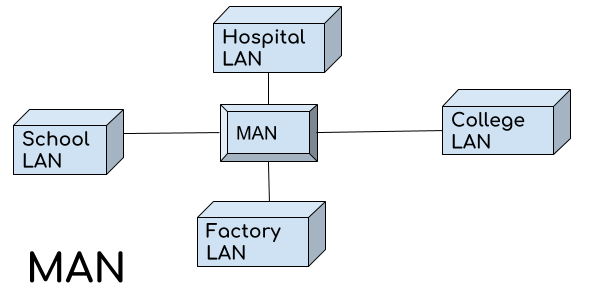 Hospital
LAN
School
LAN
MAN
College
LAN
Factory
LAN
MAN